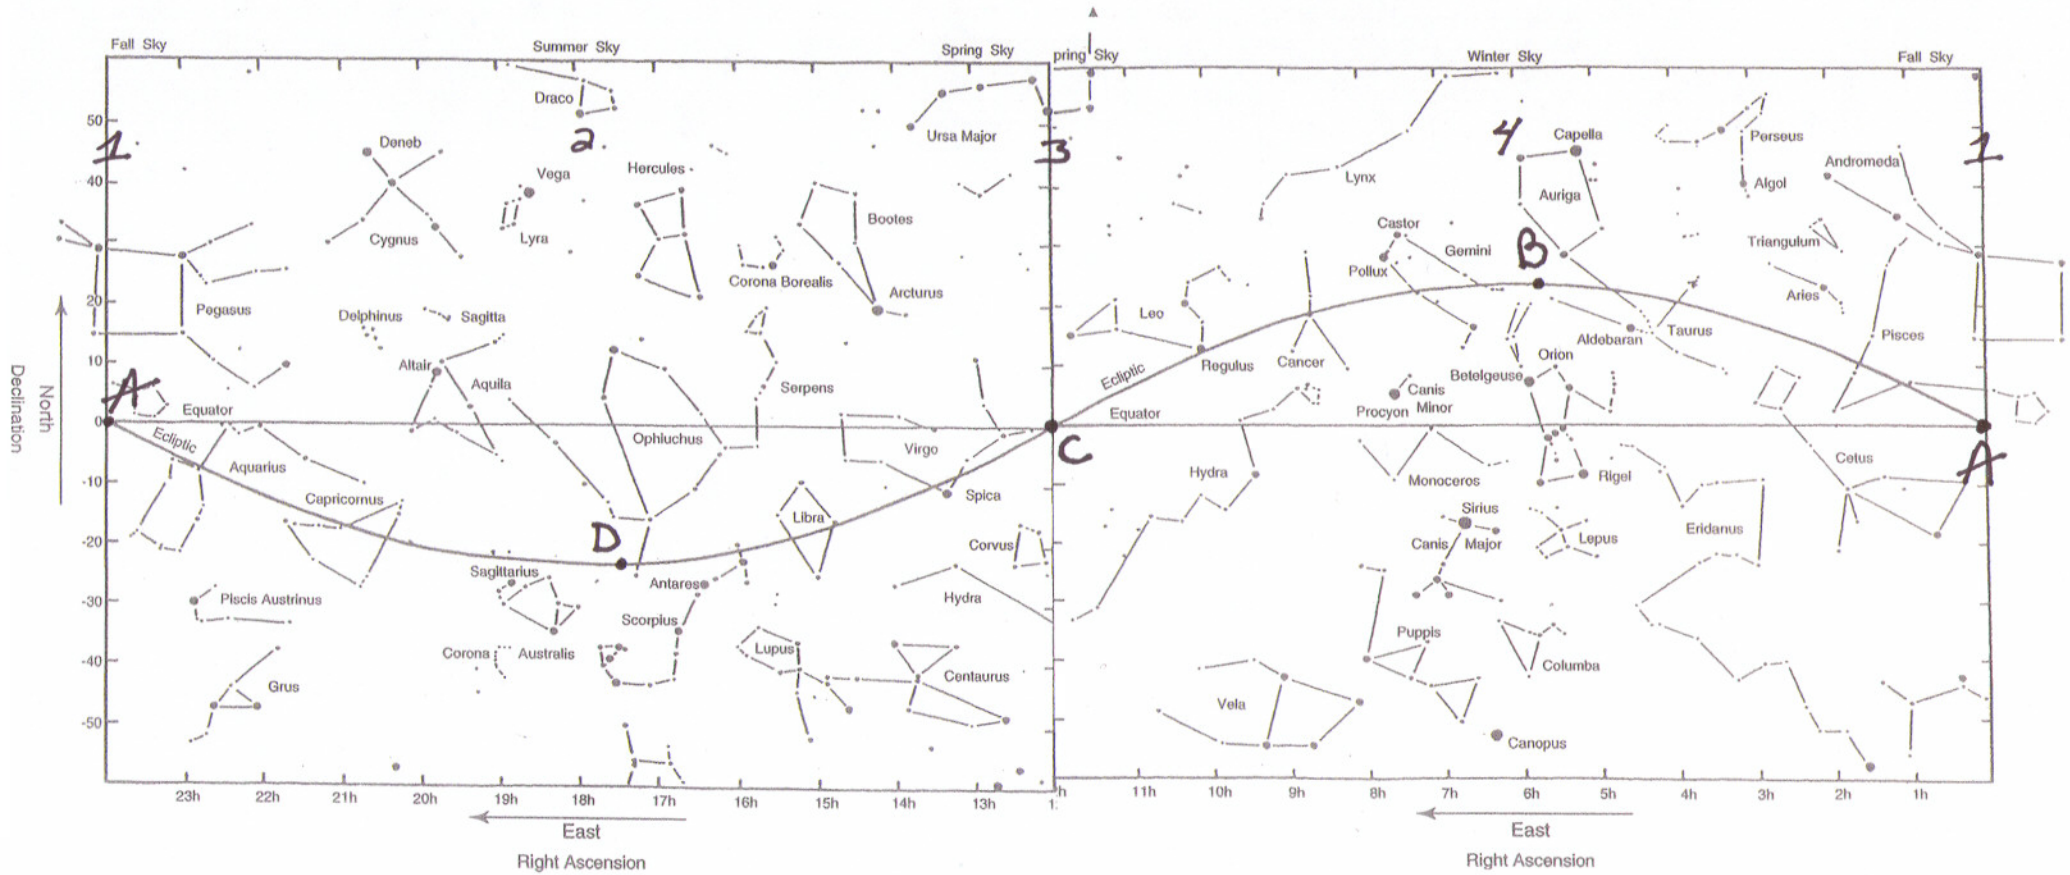 Fall Sky
Summer Sky
Spring Sky
pring Sky
Winter Sky
Fall Sky
Draco
Ursa Major
50
1
2
3
4
1
Deneb
Capella
Perseus
Andromeda
40
Vega
Hercules
Lynx
Auriga
Algol
Cygnus
Lyra
Bootes
Castor
Gemini
B
Triangulum
Corona Borealis
Pollux
Arcturus
Aries
20
Pegasus
Delphinus
Sagitta
Leo
Taurus
Aldebaran
Pisces
10
Altair
Aquila
Serpens
Regulus
Cancer
Orion
Ecliptic
Betelgeuse
Canis
Minor
Procyon
A
Equator
Equator
0
Ecliptic
Ophiuchus
Virgo
C
A
Aquarius
Cetus
Hydra
Monoceros
Rigel
-10
Capricornus
Spica
Libra
Sirius
Eridanus
D
-20
Corvus
Canis Major
Lepus
Sagittarius
Antares
-30
Piscis Austrinus
Hydra
Scorpius
Puppis
-40
Corona Australis
Lupus
Columba
Grus
Centaurus
Vela
-50
Canopus
Declination
North
23h
22h
21h
20h
19h
18h
17h
16h
15h
14h
13h
1:
h
11h
10h
9h
8h
7h
6h
5h
4h
3h
2h
1h
East
East
Right Ascension
Right Ascension